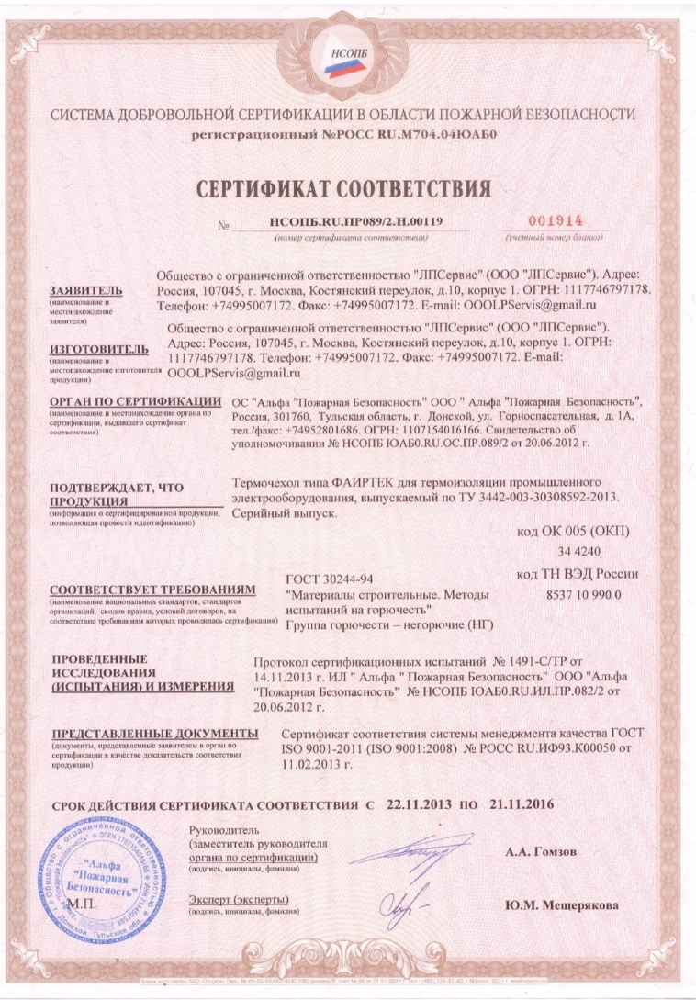 НСОПБ
СИСТЕМА ДОБРОВОЛЬНОЙ СЕРТИФИКАЦИИ В ОБЛАСТИ ПОЖАРНОЙ БЕЗОПАСНОСТИ
регистрационный №РОСС RU.М704.04ЮАБ0
СЕРТИФИКАТ СООТВЕТСТВИЯ
№ НСОПБ.RU.ПР089/2.Н.00119 001914
(номер сертификата соответствия) (учетный номер бланка)
ЗАЯВИТЕЛЬ
(наименование и
местонахождение
заявителя)
Общество с ограниченной ответственностью "ЛПСервис" (ООО "ЛПСервис"). Адрес:
Россия, 107045, г. Москва, Костянский переулок, д.10, корпус 1. ОГРН: 1117746797178.
Телефон: +74995007172. Факс: +74995007172. E-mail: OOOLPServis@gmail.ru
ИЗГОТОВИТЕЛЬ
(наименование и
местонахождение изготовителя
продукции)
Общество с ограниченной ответственностью "ЛПСервис" (ООО "ЛПСервис").
Адрес: Россия, 107045, г. Москва, Костянский переулок, д.10, корпус 1. ОГРН:
1117746797178. Телефон: +74995007172. Факс: +74995007172. E-mail:
OOOLPServis@gmail.ru
ОРГАН ПО СЕРТИФИКАЦИИ
(наименование и местонахождение органа по
сертификации, выдавшего сертификат
соответствия)
ОС "Альфа "Пожарная Безопасность" ООО " Альфа "Пожарная Безопасность",
Россия, 301760, Тульская область, г. Донской, ул. Горноспасательная, д. 1А,
тел./факс: +74952801686. ОГРН: 1107154016166. Свидетельство об
уполномочивании № НСОПБ ЮАБ0.RU.ОС.ПР.089/2 от 20.06.2012 г.
ПОДТВЕРЖДАЕТ, ЧТО
ПРОДУКЦИЯ
(информация о сертифицированной продукции,
позволяющая провести идентификацию)
Термочехол типа ФАИРТЕК для термоизоляции промышленного
электрооборудования, выпускаемый по ТУ 3442-003-30308592-2013.
Серийный выпуск.
код ОК 005 (ОКП)
34 4240
код ТН ВЭД России
8537 10 990 0
СООТВЕТСТВУЕТ ТРЕБОВАНИЯМ
(наименование национальных стандартов, стандартов
организаций, сводов правил, условий договоров, на
соответствие требованиям которых проводилась сертификация)
ГОСТ 30244-94
"Материалы строительные. Методы
испытаний на горючесть"
Группа горючести – негорючие (НГ)
ПРОВЕДЕННЫЕ
ИССЛЕДОВАНИЯ
(ИСПЫТАНИЯ) И ИЗМЕРЕНИЯ
Протокол сертификационных испытаний № 1491-С/ТР от
14.11.2013 г. ИЛ " Альфа " Пожарная Безопасность" ООО "Альфа
"Пожарная Безопасность" № НСОПБ ЮАБ0.RU.ИЛ.ПР.082/2 от
20.06.2012 г.
ПРЕДСТАВЛЕННЫЕ ДОКУМЕНТЫ
(документы, представленные заявителем в орган по
сертификации в качестве доказательств соответствия
продукции)
Сертификат соответствия системы менеджмента качества ГОСТ
ISO 9001-2011 (ISO 9001:2008) № РОСС RU.ИФ93.К00050 от
11.02.2013 г.
СРОК ДЕЙСТВИЯ СЕРТИФИКАТА СООТВЕТСТВИЯ С 22.11.2013 ПО 21.11.2016
Руководитель
(заместитель руководителя
органа по сертификации)
(подпись, инициалы, фамилия)
А.А. Гомзов
Эксперт (эксперты)
(подпись, инициалы, фамилия)
Ю.М. Мещерякова
"Альфа
"Пожарная
Безопасность"
М.П.